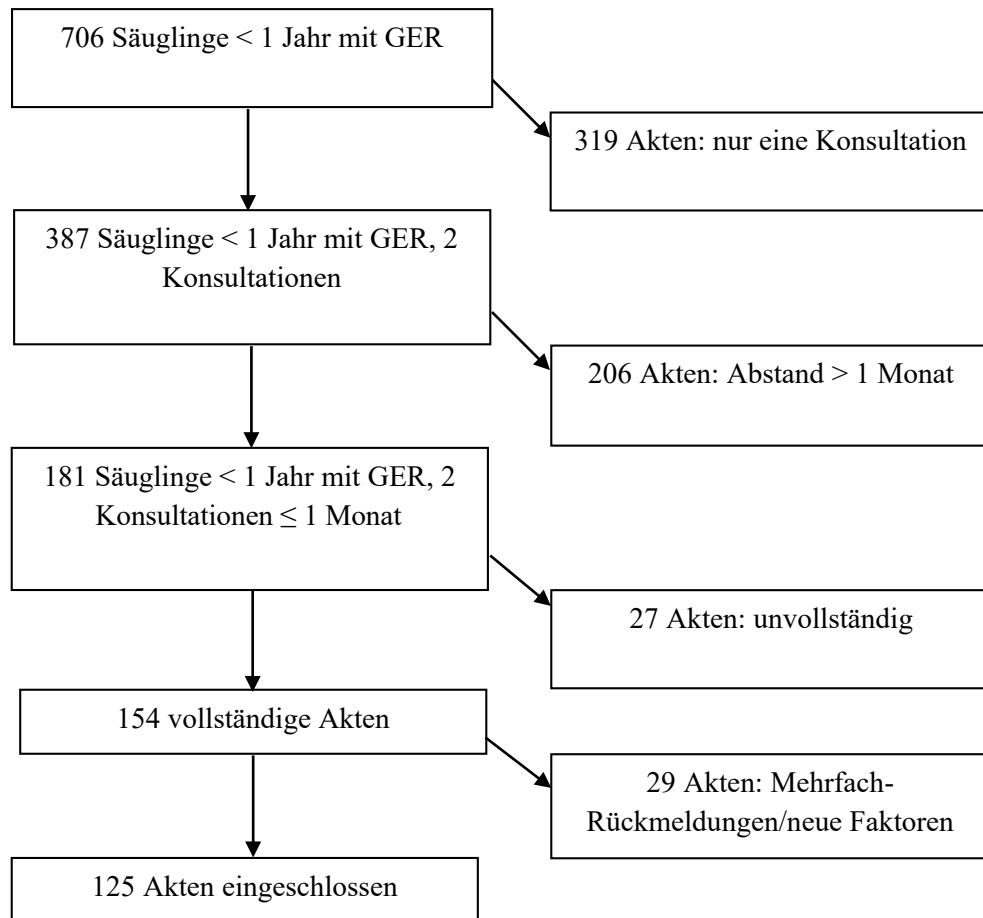 706 Säuglinge < 1 Jahr mit GER
319 Akten: nur eine Konsultation
387 Säuglinge < 1 Jahr mit GER, 2
Konsultationen
206 Akten: Abstand > 1 Monat
181 Säuglinge < 1 Jahr mit GER, 2
Konsultationen ≤ 1 Monat
27 Akten: unvollständig
154 vollständige Akten
29 Akten: Mehrfach-
Rückmeldungen/neue Faktoren
125 Akten eingeschlossen